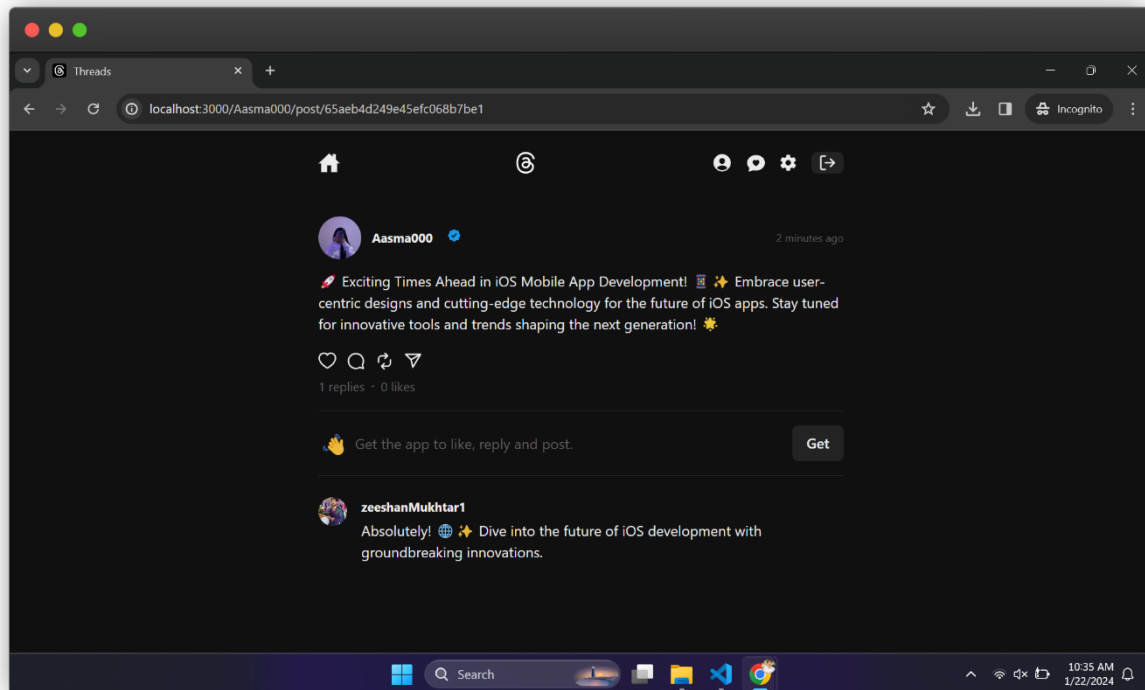 Threads
localhost:3000/Aasma000/post/65aeb4d249e45efc068b7be1
Incognito
Aasma000
2 minutes ago
🚀 Exciting Times Ahead in iOS Mobile App Development! 📱 ✨ Embrace user-
centric designs and cutting-edge technology for the future of iOS apps. Stay tuned
for innovative tools and trends shaping the next generation! 🌟
1 replies · 0 likes
👋 Get the app to like, reply and post.
Get
zeeshanMukhtar1
Absolutely! 🌐 ✨ Dive into the future of iOS development with
groundbreaking innovations.
Search
10:35 AM
1/22/2024